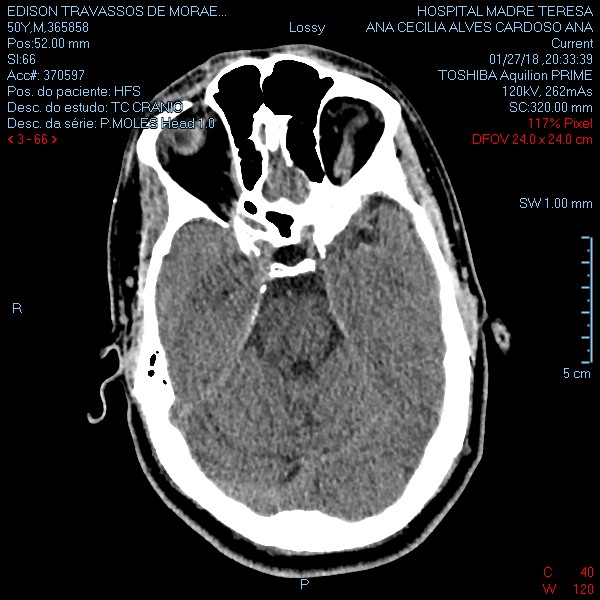 EDISON TRAVASSOS DE MORAE...
50Y,M,365858
Pos:52.00 mm
SI:66
Acc#: 370597
Pos. do paciente: HFS
Desc. do estudo: TC CRANIO
Desc. da série: P.MOLES Head 1.0
< 3 - 66 >
Lossy
HOSPITAL MADRE TERESA
ANA CECILIA ALVES CARDOSO ANA
Current
01/27/18 ,20:33:39
TOSHIBA Aquilion PRIME
120kV, 262mAs
SC:320.00 mm
117% Pixel
DFOV 24.0 x 24.0 cm
SW 1.00 mm
R
5 cm
P
C 40
W 120